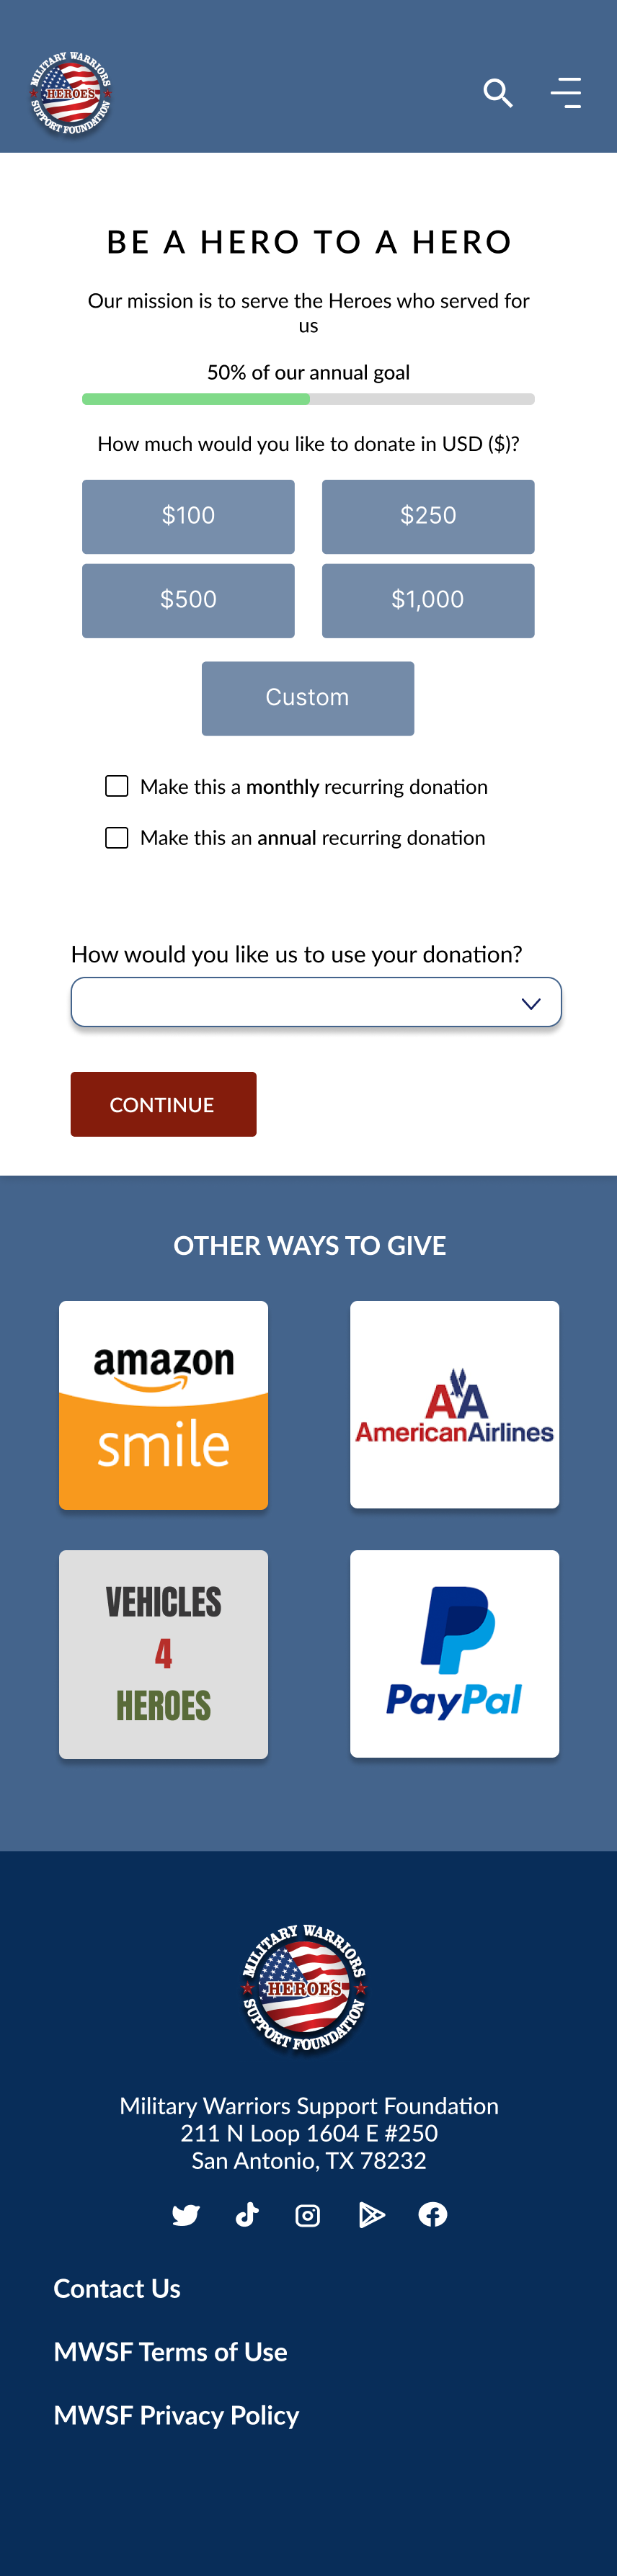 MILITARY WARRIORS
HEROES
SUPPORT FOUNDATION
BE A HERO TO A HERO
Our mission is to serve the Heroes who served for
us
50% of our annual goal
How much would you like to donate in USD ($)?
$100
$250
$500
$1,000
Custom
Make this a monthly recurring donation
Make this an annual recurring donation
How would you like us to use your donation?
CONTINUE
OTHER WAYS TO GIVE
amazon
smile
AA
AmericanAirlines
VEHICLES
4
HEROES
PayPal
MILITARY WARRIORS
HEROES
SUPPORT FOUNDATION
Military Warriors Support Foundation
211 N Loop 1604 E #250
San Antonio, TX 78232
Contact Us
MWSF Terms of Use
MWSF Privacy Policy